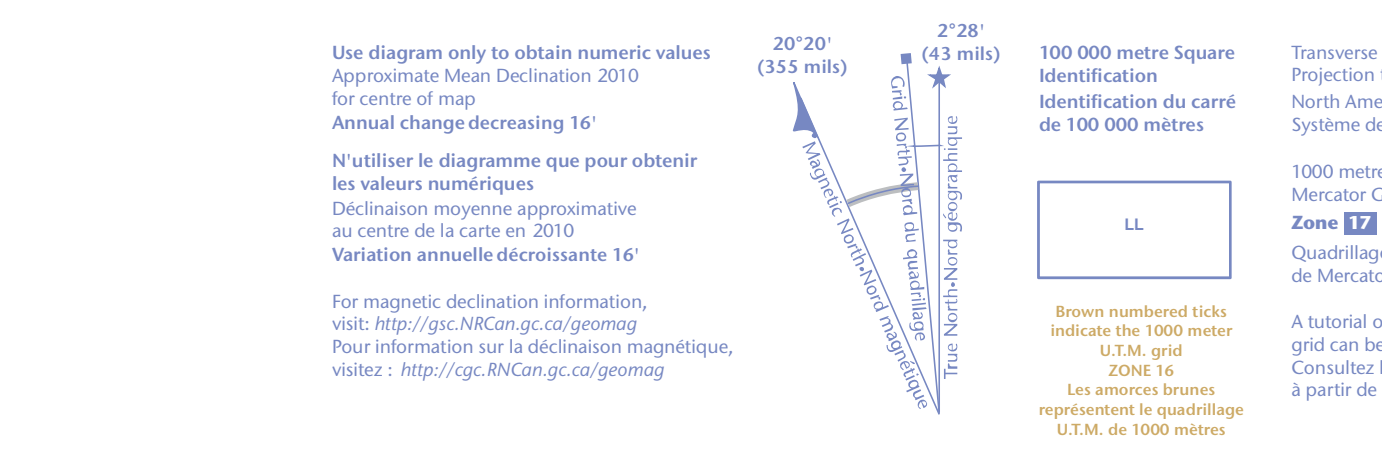 Use diagram only to obtain numeric values
Approximate Mean Declination 2010
for centre of map
Annual change decreasing 16'
N'utiliser le diagramme que pour obtenir
les valeurs numériques
Déclinaison moyenne approximative
au centre de la carte en 2010
Variation annuelle décroissante 16'
For magnetic declination information,
visit: http://gsc.NRCan.gc.ca/geomag
Pour information sur la déclinaison magnétique,
visitez : http://cgc.RNCan.gc.ca/geomag
20°20'
(355 mils)
2°28'
(43 mils)
Magnetic North•Nord magnétique
Grid North•Nord du quadrillage
True North•Nord géographique
100 000 metre Square
Identification
Identification du carré
de 100 000 mètres
LL
Brown numbered ticks
indicate the 1000 meter
U.T.M. grid
ZONE 16
Les amorces brunes
représentent le quadrillage
U.T.M. de 1000 mètres
Transverse
Projection
North Ame
Système de
1000 metre
Mercator G
Zone 17
Quadrillage
de Mercato
A tutorial o
grid can be
Consultez
à partir de